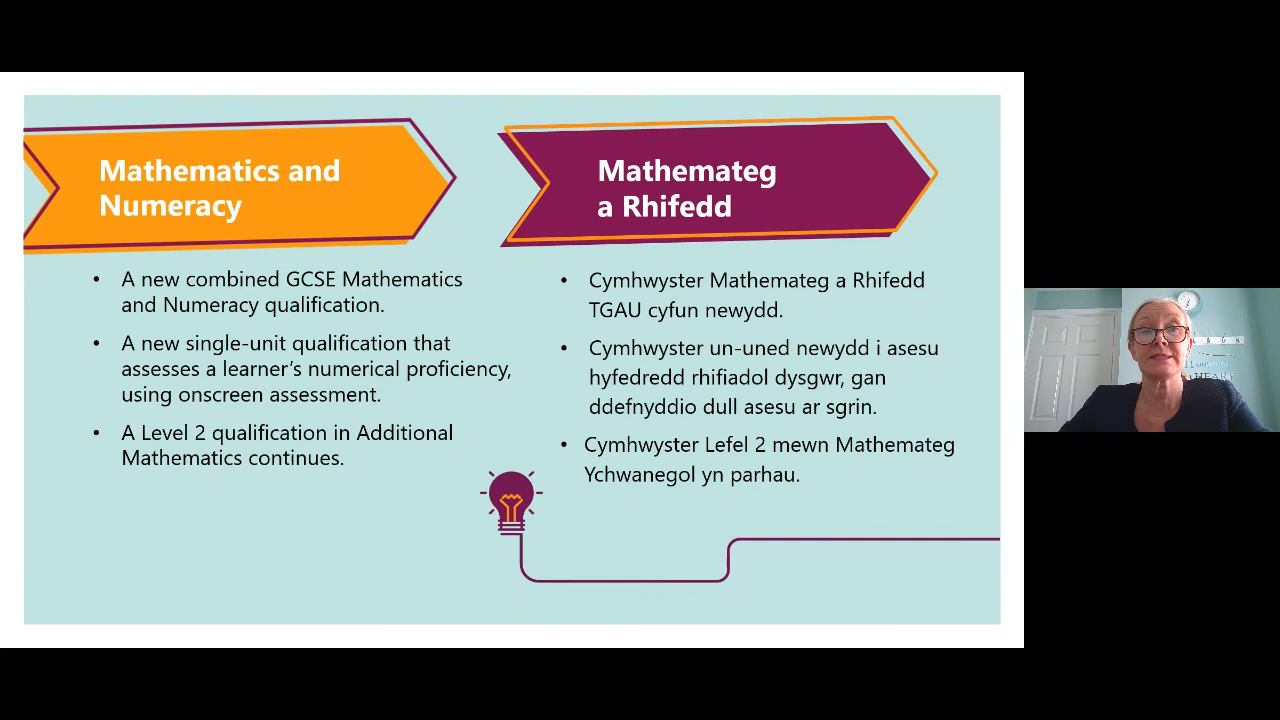 Mathematics and
Numeracy
A new combined GCSE Mathematics
and Numeracy qualification.
A new single-unit qualification that
assesses a learner's numerical proficiency,
using onscreen assessment.
A Level 2 qualification in Additional
Mathematics continues.
Mathemateg
a Rhifedd
Cymhwyster Mathemateg a Rhifedd
TGAU cyfun newydd.
Cymhwyster un-uned newydd i asesu
hyfedredd rhifiadol dysgwr, gan
ddefnyddio dull asesu ar sgrin.
Cymhwyster Lefel 2 mewn Mathemateg
Ychwanegol yn parhau.